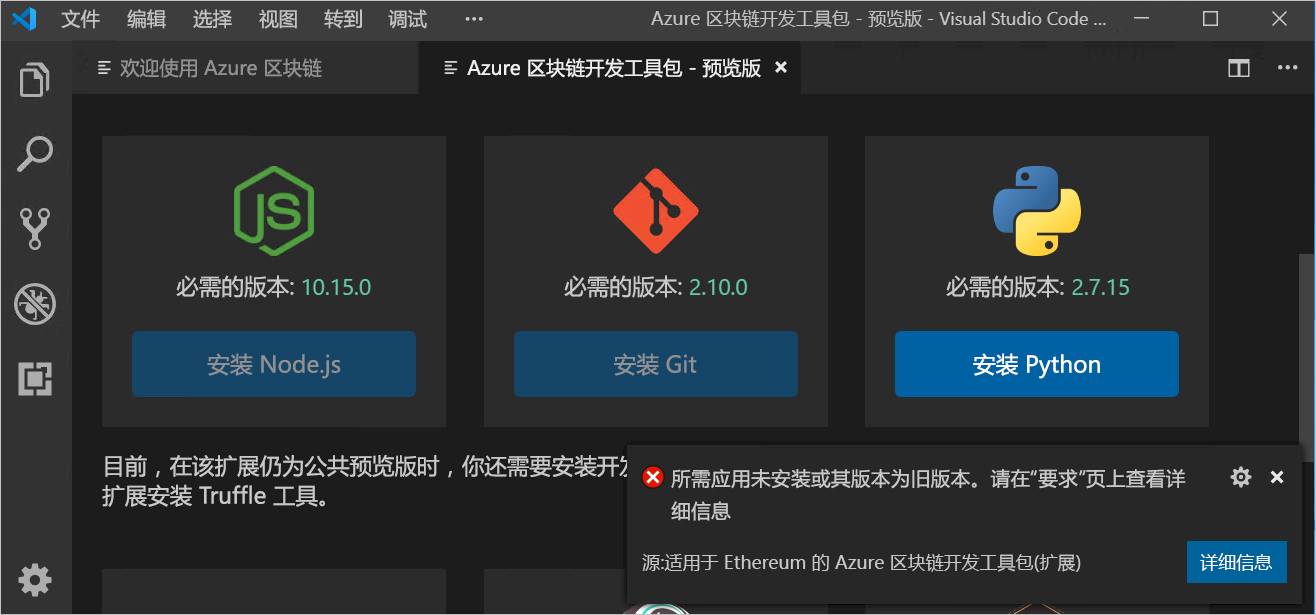 文件 编辑 选择 视图 转到 调试 ··· Azure 区块链开发工具包 - 预览版 - Visual Studio Code ...
欢迎使用 Azure 区块链 Azure 区块链开发工具包 - 预览版
JS
必需的版本: 10.15.0
安装 Node.js
必需的版本: 2.10.0
安装 Git
必需的版本: 2.7.15
安装 Python
目前，在该扩展仍为公共预览版时，你还需要安装开发
扩展安装 Truffle 工具。
所需应用未安装或其版本为旧版本。请在“要求”页上查看详
细信息
源:适用于 Ethereum 的 Azure 区块链开发工具包(扩展)
详细信息